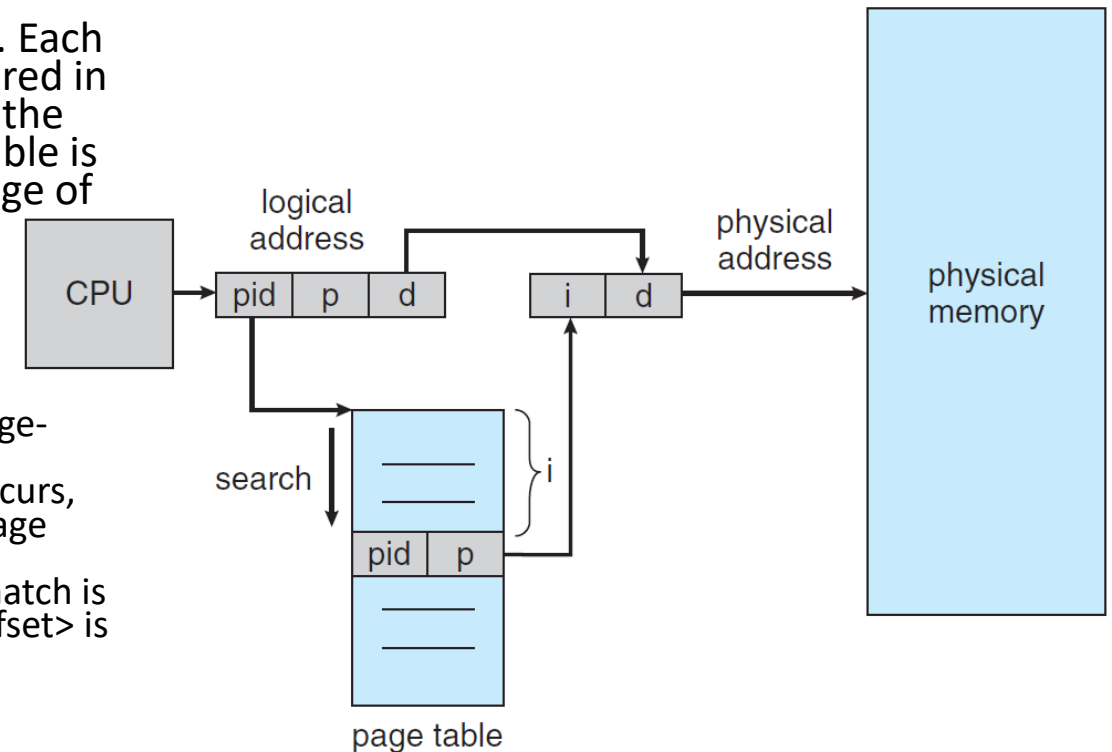 . Each
red in
the
ble is
ge of
logical
address
physical
address
CPU
pid p d
i d
physical
memory
ge-
curs,
age
natch is
fset> is
search
i
pid p
page table